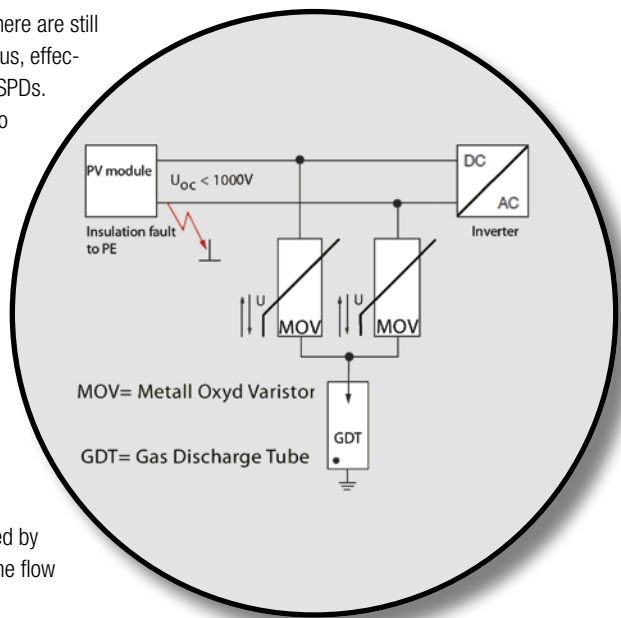 here are still
us, effec-
SPDs.
o
PV module
U_OC < 1000V
DC
AC
Insulation fault
to PE
Inverter
U
MOV
U
MOV
MOV= Metall Oxyd Varistor
GDT
GDT= Gas Discharge Tube
ed by
ne flow